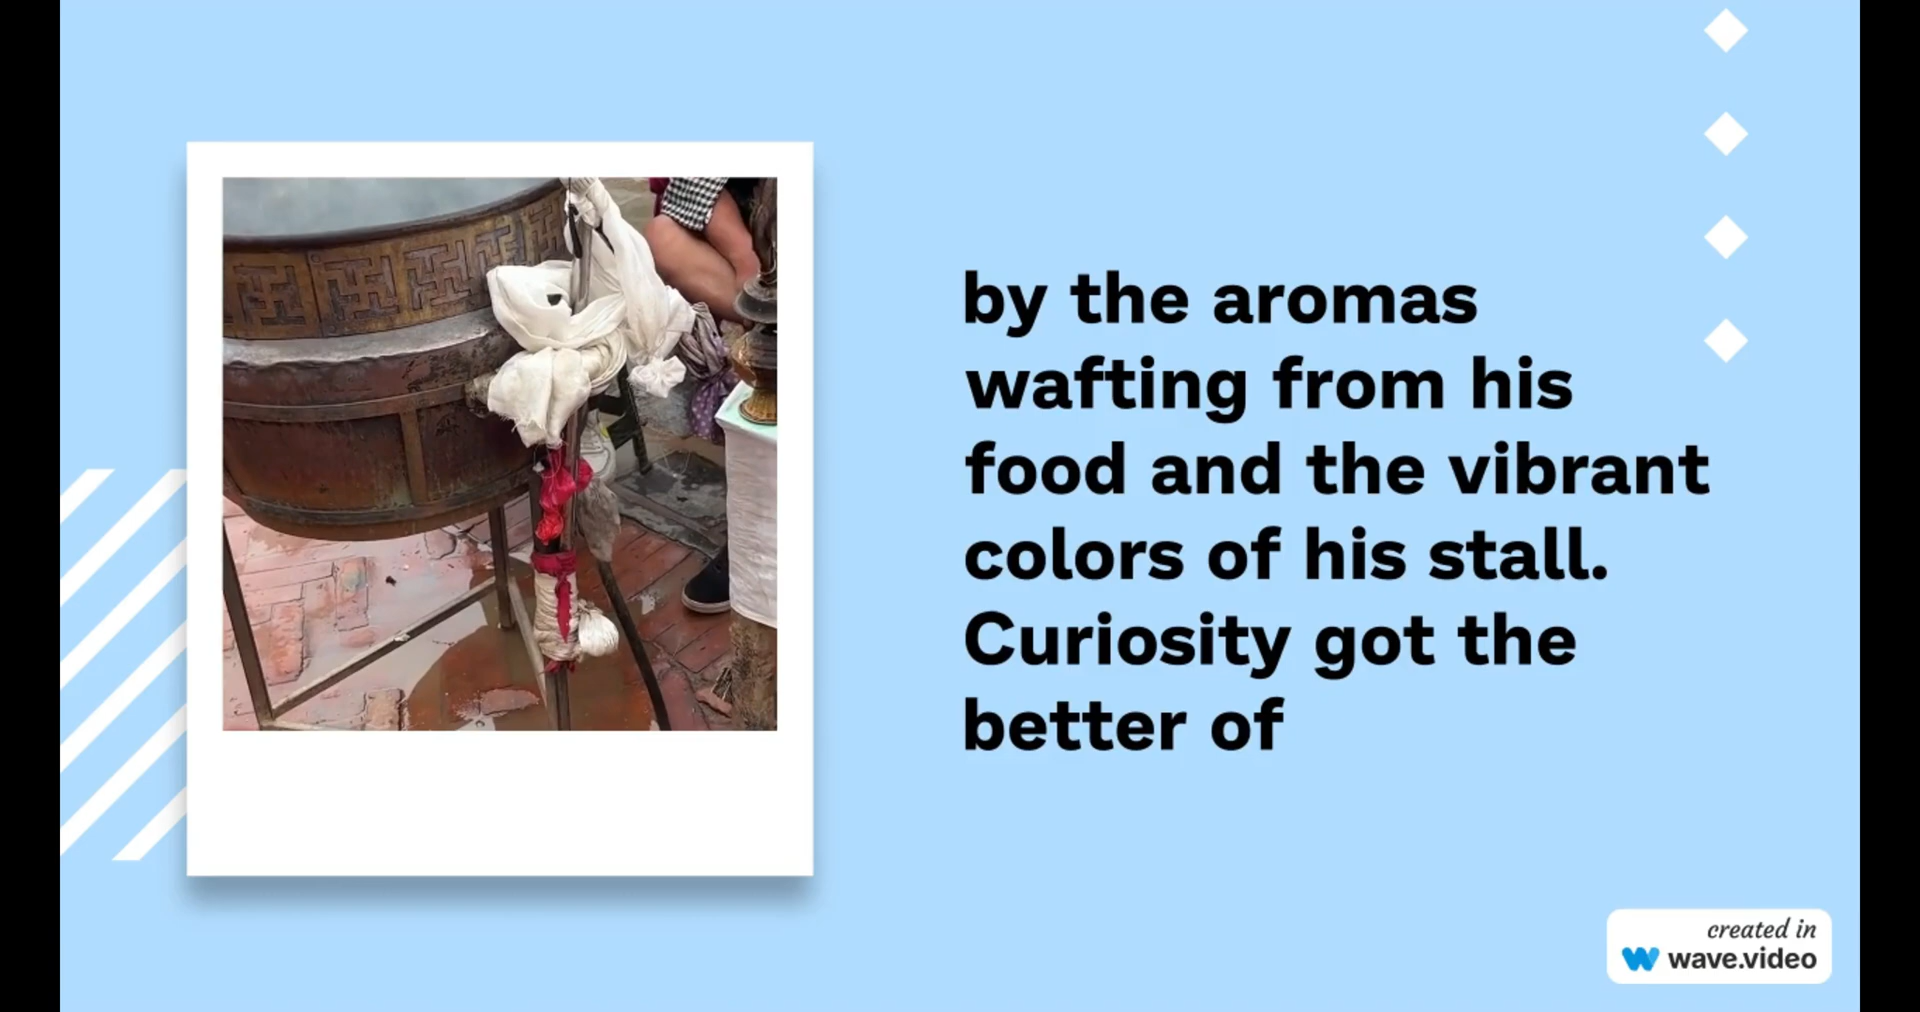 by the aromas
wafting from his
food and the vibrant
colors of his stall.
Curiosity got the
better of
created in
wave.video